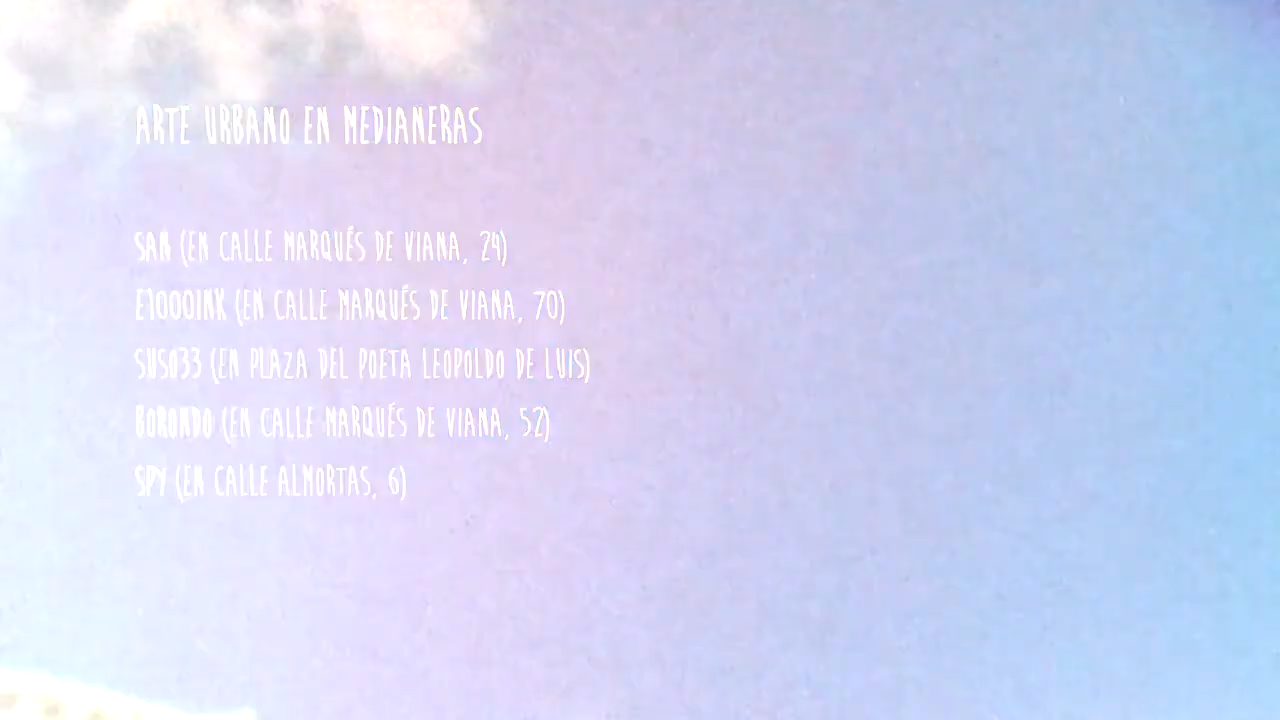 ARTE URBANO EN MEDIANERAS
SAN (EN CALLE MARQUÉS DE VIANA, 24)
E1000INK (EN CALLE MARQUÉS DE VIANA, 70)
SUSO33 (EN PLAZA DEL POETA LEOPOLDO DE LUIS)
BORONDO (EN CALLE MARQUÉS DE VIANA, 52)
SPY (EN CALLE ALMORTAS, 6)